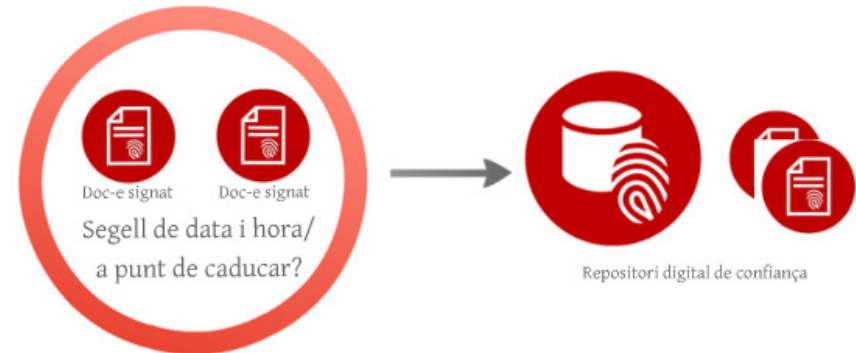 Doc-e signat
Doc-e signat
Segell de data i hora/
a punt de caducar?
Repositori digital de confiança